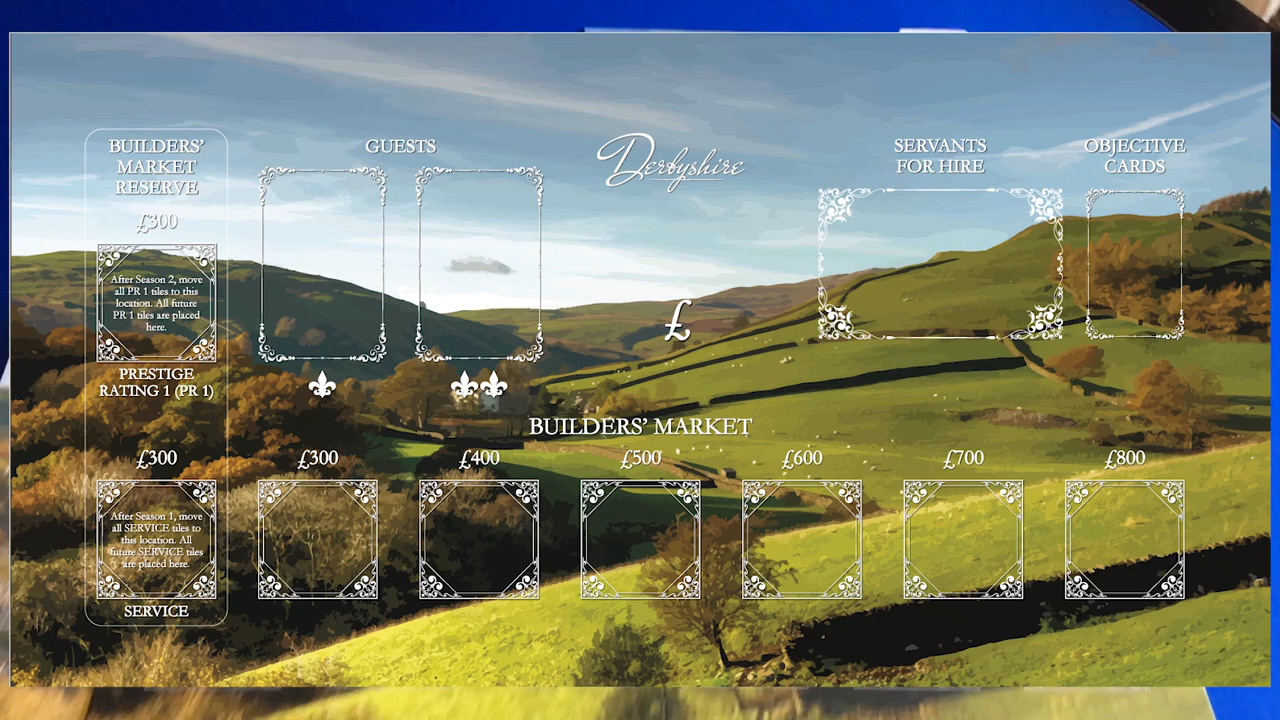 BUILDERS'
MARKET
RESERVE
£300
After Season 2, move
all PR 1 tiles to this
location. All future
PR 1 tiles are placed
here.
PRESTIGE
RATING 1 (PR 1)
GUESTS
Derbyshire
SERVANTS
FOR HIRE
OBJECTIVE
CARDS
£
BUILDERS' MARKET
£300
£300
£400
£500
£600
£700
£800
After Season 1, move
all SERVICE tiles to
this location. All
future SERVICE tiles
are placed here.
SERVICE